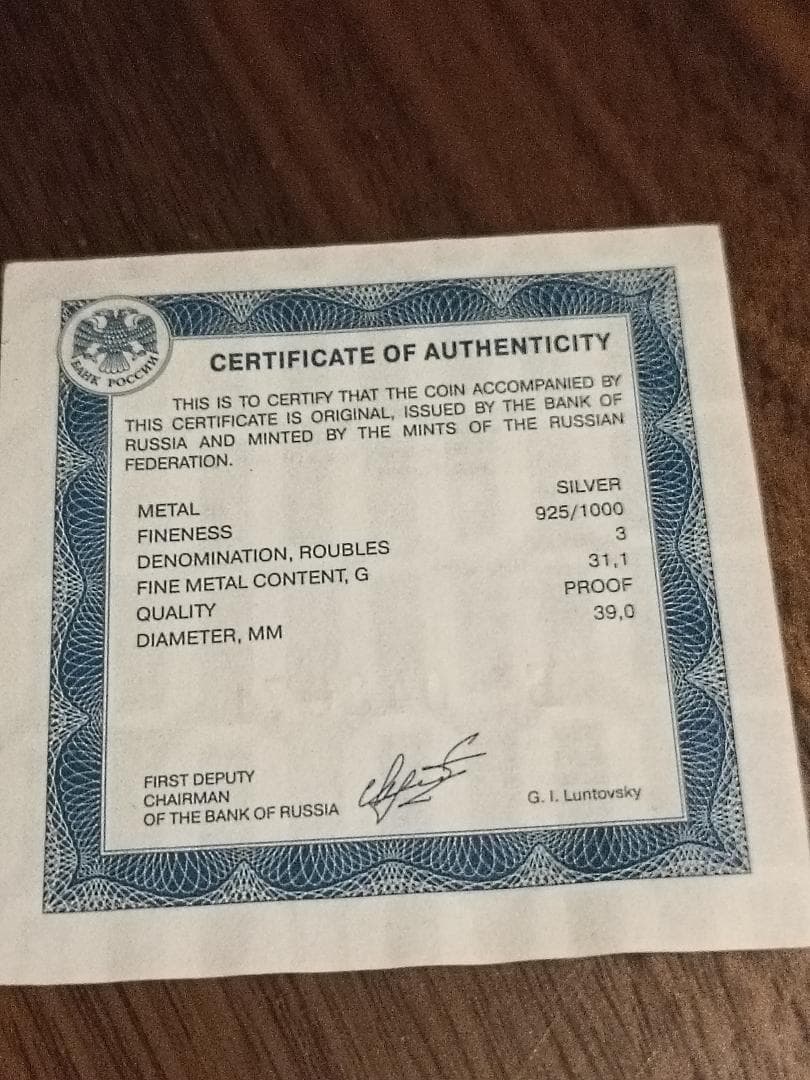 БАНК РОССИИ
CERTIFICATE OF AUTHENTICITY
THIS IS TO CERTIFY THAT THE COIN ACCOMPANIED BY
THIS CERTIFICATE IS ORIGINAL, ISSUED BY THE BANK OF
RUSSIA AND MINTED BY THE MINTS OF THE RUSSIAN
FEDERATION.
METAL SILVER
FINENESS 925/1000
DENOMINATION, ROUBLES 3
FINE METAL CONTENT, G 31,1
QUALITY PROOF
DIAMETER, MM 39,0
FIRST DEPUTY
CHAIRMAN
OF THE BANK OF RUSSIA
G. I. Luntovsky